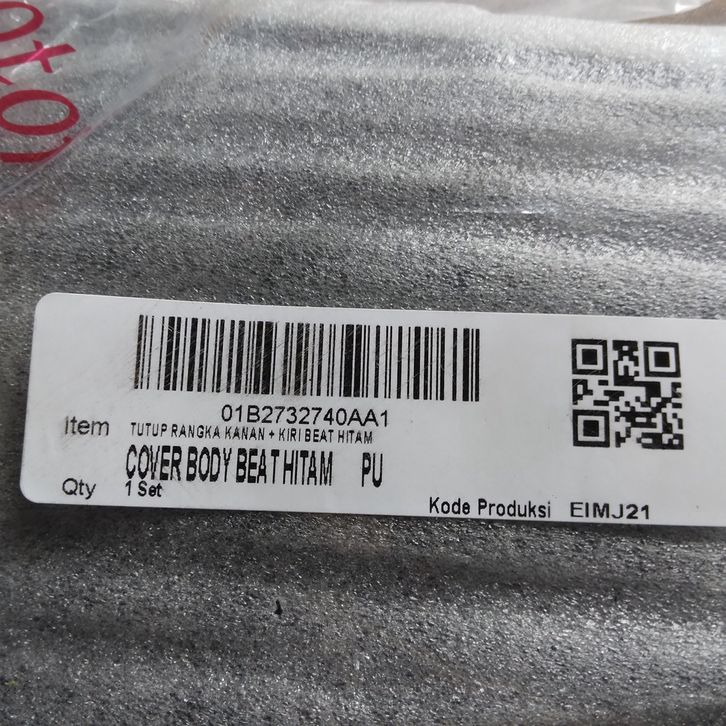 01B2732740AA1
Item TUTUP RANGKA KANAN + KIRI BEAT HITAM
COVER BODY BEAT HITAM PU
Qty 1 Set
Kode Produksi EIMJ21